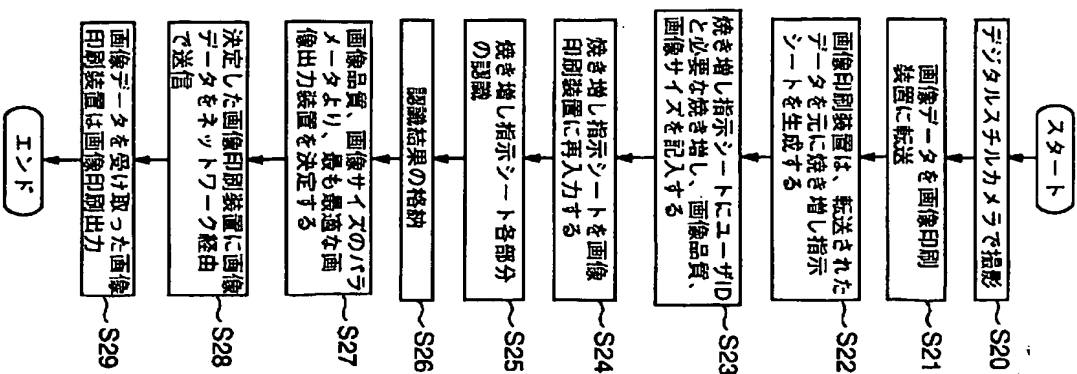 スタート
デジタルスチルカメラで撮影
S20
画像データを画像印刷
装置に転送
S21
画像印刷装置は、転送された
データを元に焼き増し指示
シートを生成する
S22
焼き増し指示シートにユーザID
と必要な焼き増し、画像品質、
画像サイズを記入する
S23
焼き増し指示シートを画像
印刷装置に再入力する
S24
焼き増し指示シート各部分
の認識
S25
認識結果の格納
S26
画像品質、画像サイズのパラ
メータより、最も最適な画
像出力装置を決定する
S27
決定した画像印刷装置に画像
データをネットワーク経由
で送信
S28
画像データを受け取った画像
印刷装置は画像印刷出力
S29
エンド